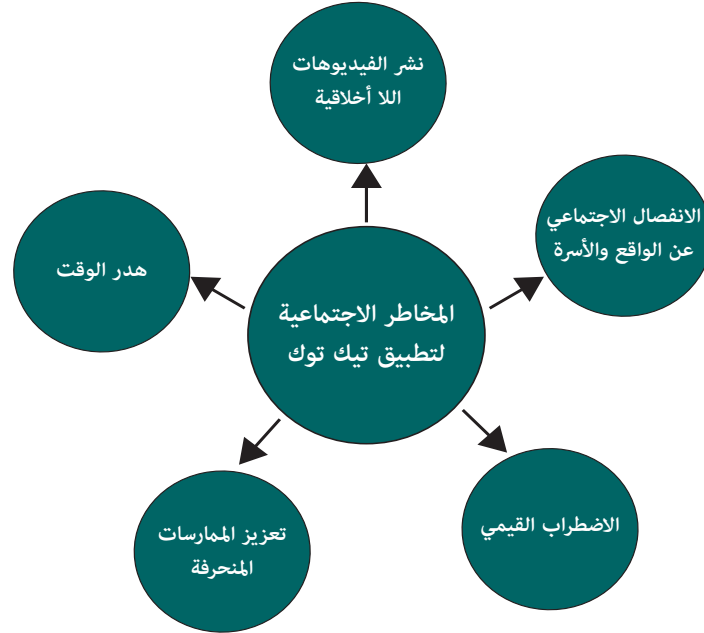 نشر الفيديوهات
اللا أخلاقية
الانفصال الاجتماعي
عن الواقع والأسرة
هدر الوقت
المخاطر الاجتماعية
لتطبيق تيك توك
الاضطراب القيمي
تعزيز الممارسات
المنحرفة